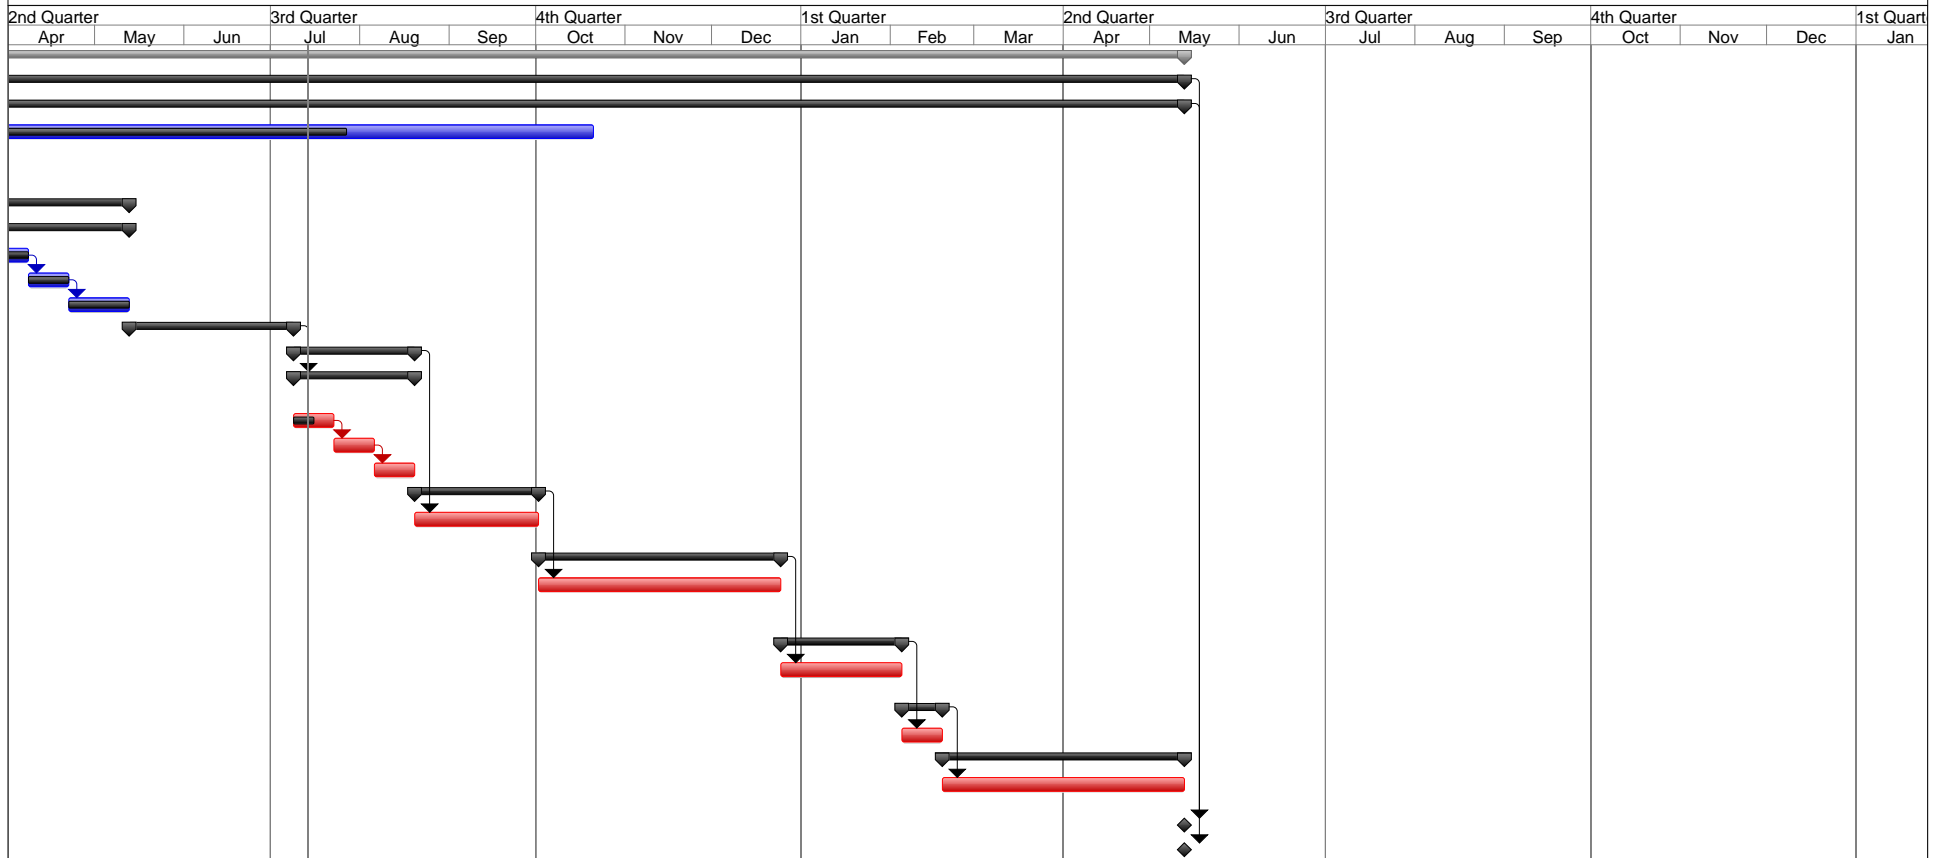 2nd Quarter 3rd Quarter 4th Quarter 1st Quarter 2nd Quarter 3rd Quarter 4th Quarter 1st Quart
Apr May Jun Jul Aug Sep Oct Nov Dec Jan Feb Mar Apr May Jun Jul Aug Sep Oct Nov Dec Jan